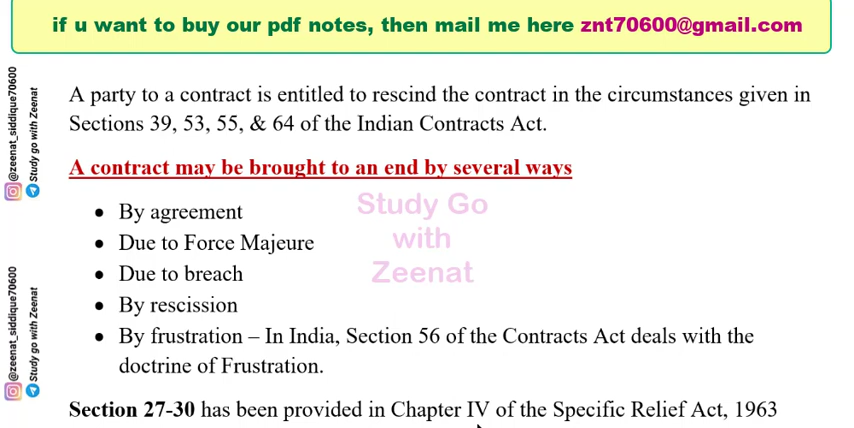 if u want to buy our pdf notes, then mail me here znt70600@gmail.com
A party to a contract is entitled to rescind the contract in the circumstances given in
Sections 39, 53, 55, & 64 of the Indian Contracts Act.
A contract may be brought to an end by several ways
Study Go
with
Zeenat
• By agreement
• Due to Force Majeure
• Due to breach
• By rescission
• By frustration – In India, Section 56 of the Contracts Act deals with the
doctrine of Frustration.
Section 27-30 has been provided in Chapter IV of the Specific Relief Act, 1963
@zeenat_siddique70600
Study go with Zeenat
@zeenat_siddique70600
Study go with Zeenat